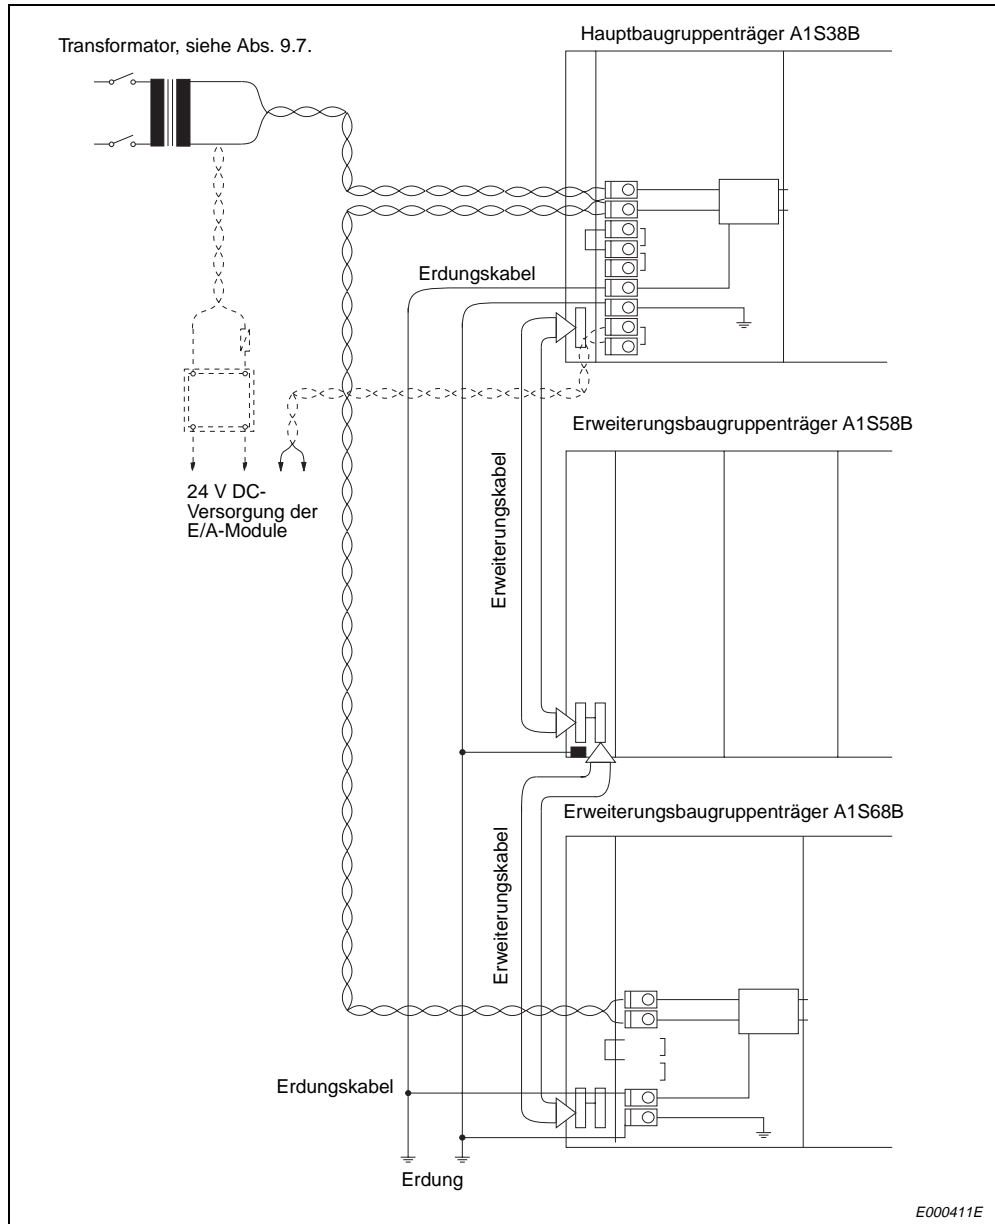 Hauptbaugruppenträger A1S38B
Transformator, siehe Abs. 9.7.
Erdungskabel
Erweiterungsbaugruppenträger A1S58B
Erweiterungskabel
24 V DC-
Versorgung der
E/A-Module
Erweiterungsbaugruppenträger A1S68B
Erweiterungskabel
Erdungskabel
Erdung
E000411E